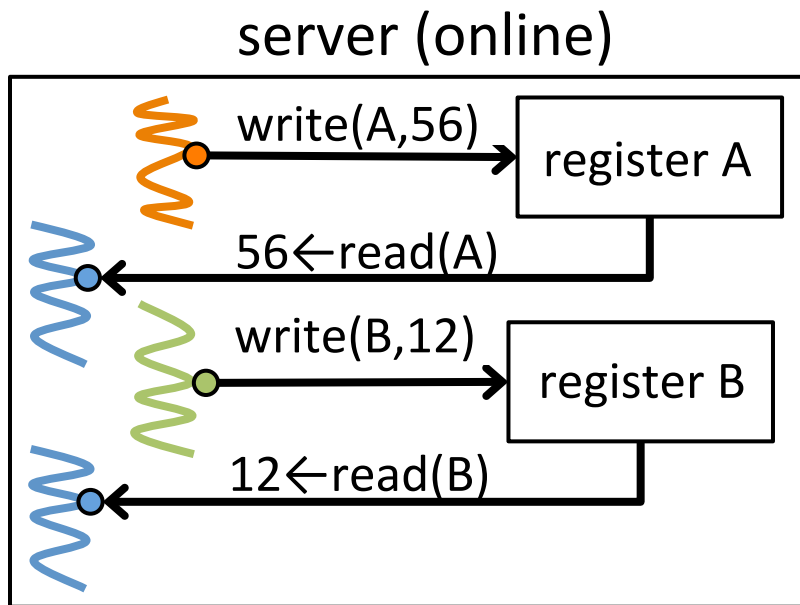 server (online)
write(A,56)
register A
56←read(A)
write(B,12)
register B
12←read(B)